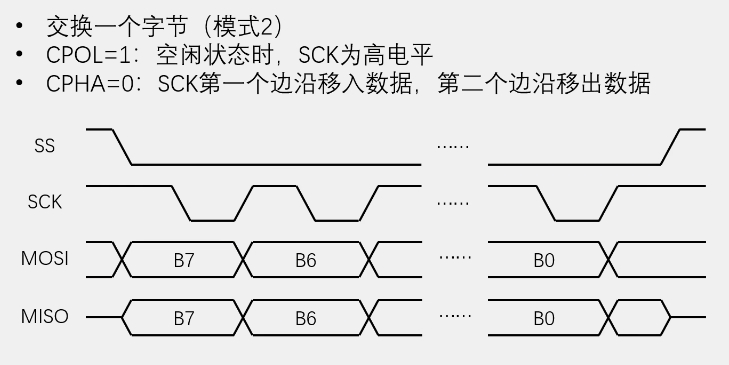 • 交换一个字节（模式2）
• CPOL=1：空闲状态时，SCK为高电平
• CPHA=0：SCK第一个边沿移入数据，第二个边沿移出数据
SS ······
SCK ······
MOSI B7 B6 ······ B0
MISO B7 B6 ······ B0